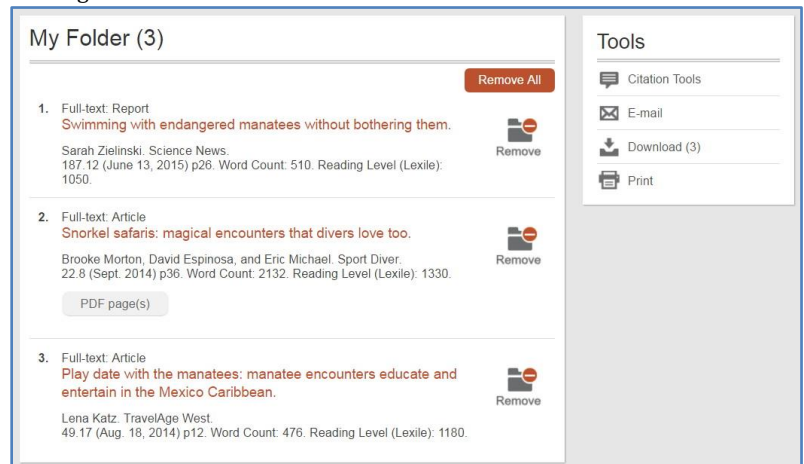 My Folder (3)
Remove All
1. Full-text: Report
Swimming with endangered manatees without bothering them.
Sarah Zielinski. Science News.
187.12 (June 13, 2015) p26. Word Count: 510. Reading Level (Lexile):
1050.
Remove
2. Full-text: Article
Snorkel safaris: magical encounters that divers love too.
Brooke Morton, David Espinosa, and Eric Michael. Sport Diver.
22.8 (Sept. 2014) p36. Word Count: 2132. Reading Level (Lexile): 1330.
Remove
PDF page(s)
3. Full-text: Article
Play date with the manatees: manatee encounters educate and
entertain in the Mexico Caribbean.
Lena Katz. TravelAge West.
49.17 (Aug. 18, 2014) p12. Word Count: 476. Reading Level (Lexile): 1180.
Remove
Tools
Citation Tools
E-mail
Download (3)
Print